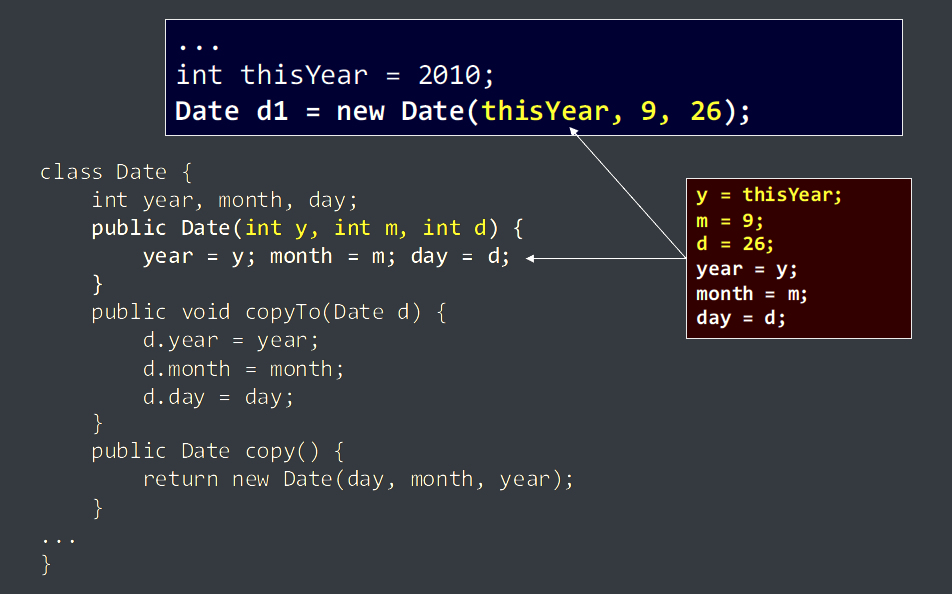 ...
int thisYear = 2010;
Date d1 = new Date(thisYear, 9, 26);
class Date {
    int year, month, day;
    public Date(int y, int m, int d) {
        year = y; month = m; day = d;
    }
    public void copyTo(Date d) {
        d.year = year;
        d.month = month;
        d.day = day;
    }
    public Date copy() {
        return new Date(day, month, year);
    }
...
}
y = thisYear;
m = 9;
d = 26;
year = y;
month = m;
day = d;